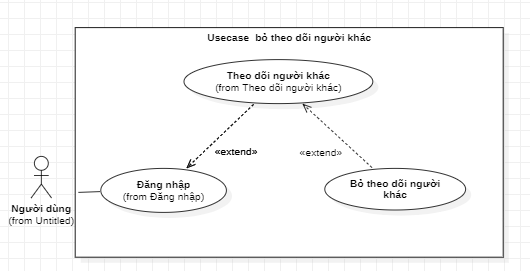 Usecase bỏ theo dõi người khác
Theo dõi người khác
(from Theo dõi người khác)
«extend»
«extend»
Đăng nhập
(from Đăng nhập)
Bỏ theo dõi người
khác
Người dùng
(from Untitled)